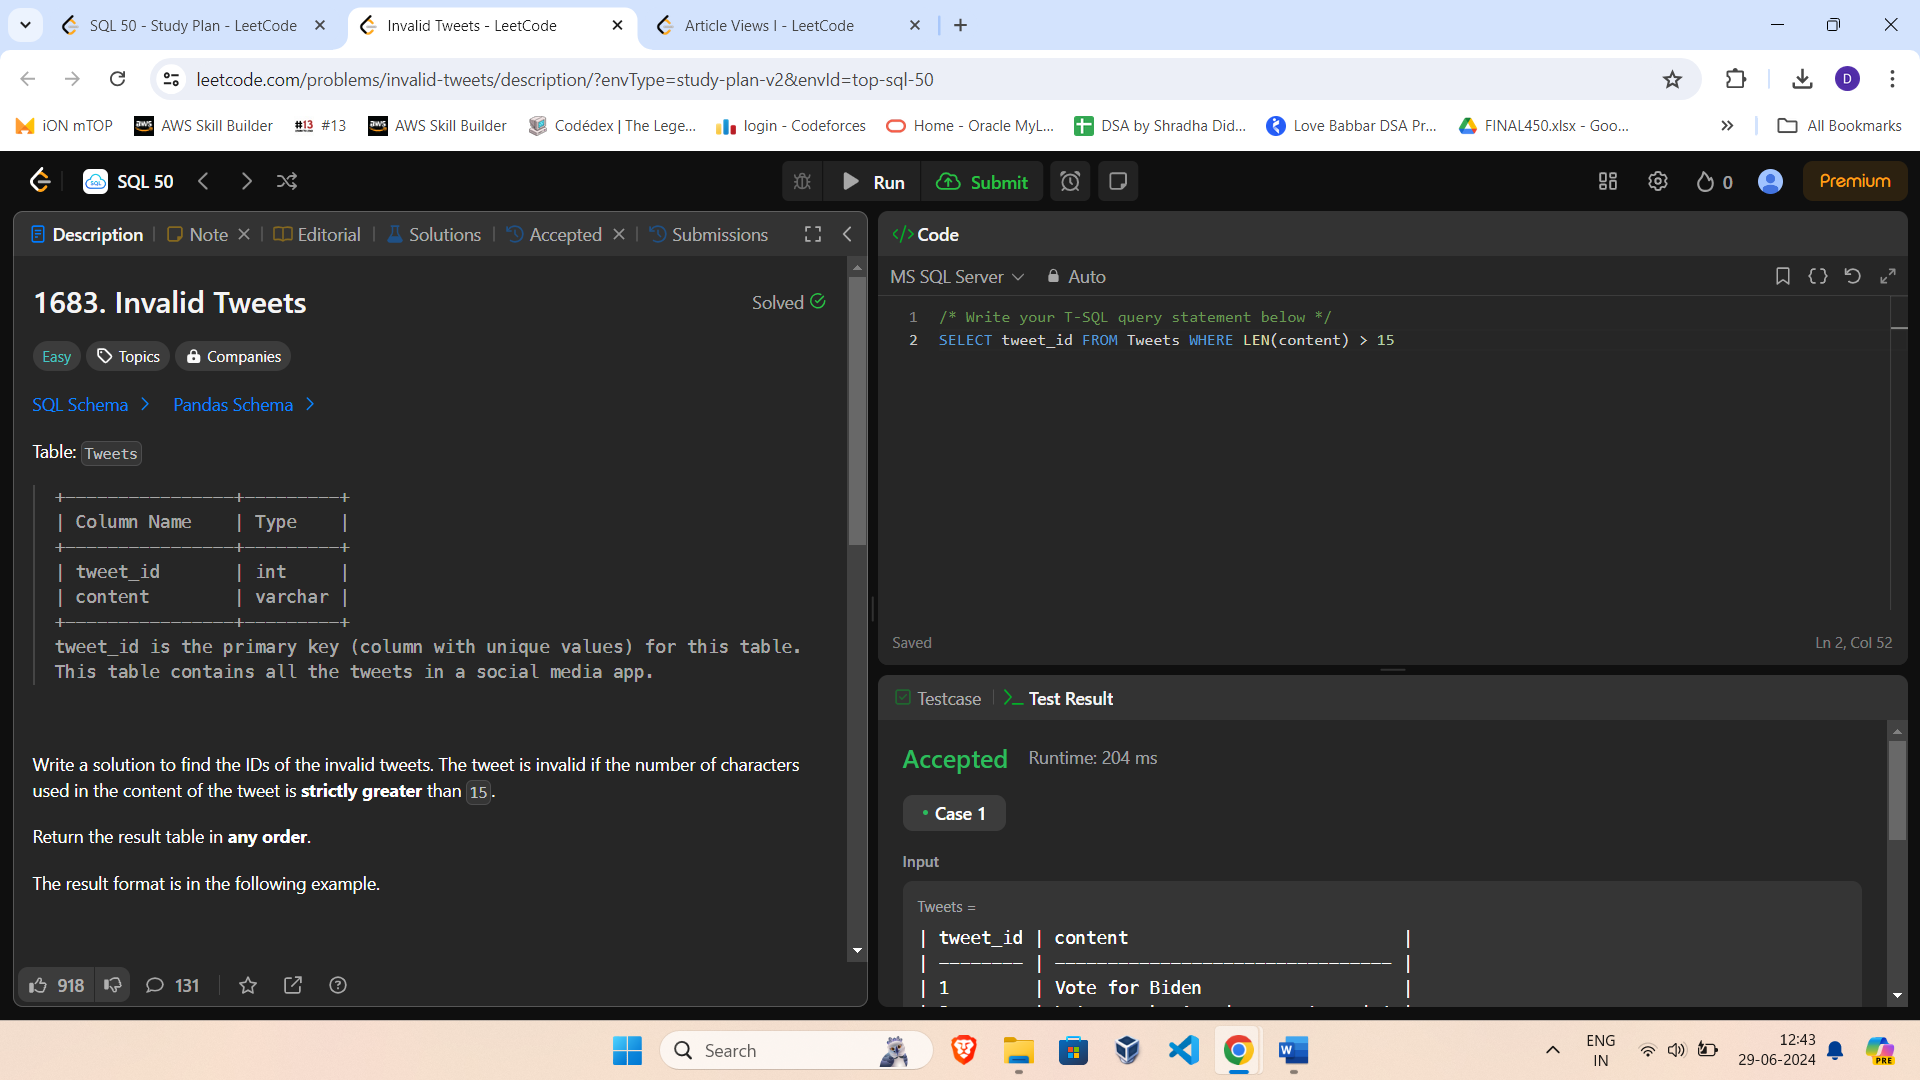 SQL 50 - Study Plan - LeetCode
Invalid Tweets - LeetCode
Article Views I - LeetCode
leetcode.com/problems/invalid-tweets/description/?envType=study-plan-v2&envId=top-sql-50
D
iON mTOP
AWS Skill Builder
#13 #13
AWS Skill Builder
Codédex | The Lege...
login - Codeforces
Home - Oracle MyL...
DSA by Shradha Did...
Love Babbar DSA Pr...
FINAL450.xlsx - Goo...
All Bookmarks
SQL 50
Run
Submit
0
Premium
Description
Note
Editorial
Solutions
Accepted
Submissions
1683. Invalid Tweets
Solved
Easy
Topics
Companies
SQL Schema
Pandas Schema
Table: Tweets
+----------------+---------+
| Column Name    | Type    |
+----------------+---------+
| tweet_id       | int     |
| content        | varchar |
+----------------+---------+
tweet_id is the primary key (column with unique values) for this table.
This table contains all the tweets in a social media app.
Write a solution to find the IDs of the invalid tweets. The tweet is invalid if the number of characters
used in the content of the tweet is strictly greater than 15.
Return the result table in any order.
The result format is in the following example.
918
131
Code
MS SQL Server
Auto
1 /* Write your T-SQL query statement below */
2 SELECT tweet_id FROM Tweets WHERE LEN(content) > 15
Saved
Ln 2, Col 52
Testcase
Test Result
Accepted
Runtime: 204 ms
Case 1
Input
Tweets =
| tweet_id | content                          |
| -------- | -------------------------------- |
| 1        | Vote for Biden                   |
Search
ENG
IN
12:43
29-06-2024
PRE